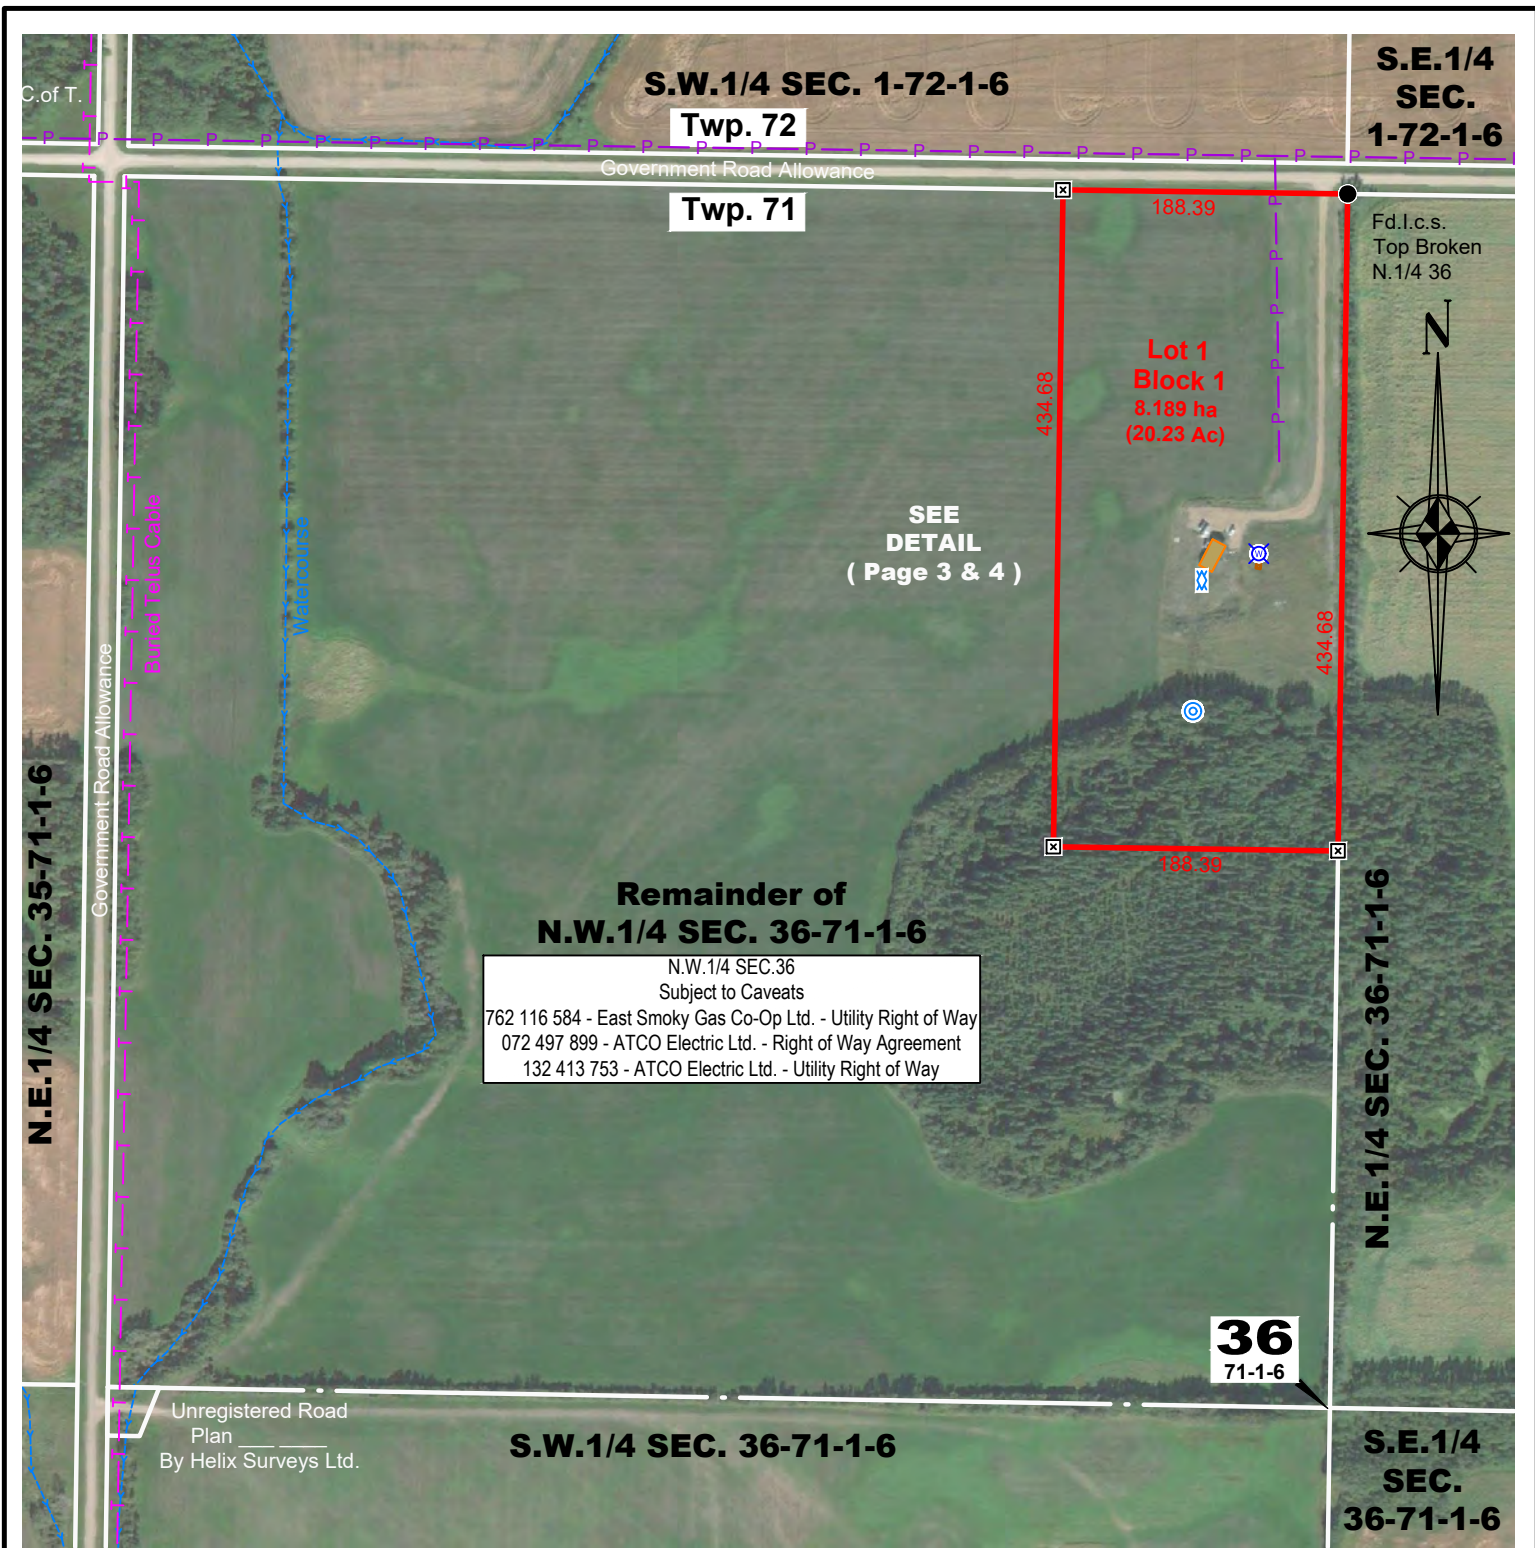 S.W.1/4 SEC. 1-72-1-6
S.E.1/4
SEC.
1-72-1-6
C.of T.
Twp. 72
Government Road Allowance
Twp. 71
188.39
Fd.I.c.s.
Top Broken
N.1/4 36
N
Lot 1
Block 1
8.189 ha
(20.23 Ac)
434.68
434.68
188.39
SEE
DETAIL
( Page 3 & 4 )
W
Watercourse
Buried Telus Cable
Government Road Allowance
N.E.1/4 SEC. 35-71-1-6
Remainder of
N.W.1/4 SEC. 36-71-1-6
N.W.1/4 SEC.36
Subject to Caveats
762 116 584 - East Smoky Gas Co-Op Ltd. - Utility Right of Way
072 497 899 - ATCO Electric Ltd. - Right of Way Agreement
132 413 753 - ATCO Electric Ltd. - Utility Right of Way
N.E.1/4 SEC. 36-71-1-6
36
71-1-6
Unregistered Road
Plan ___ ____
By Helix Surveys Ltd.
S.W.1/4 SEC. 36-71-1-6
S.E.1/4
SEC.
36-71-1-6